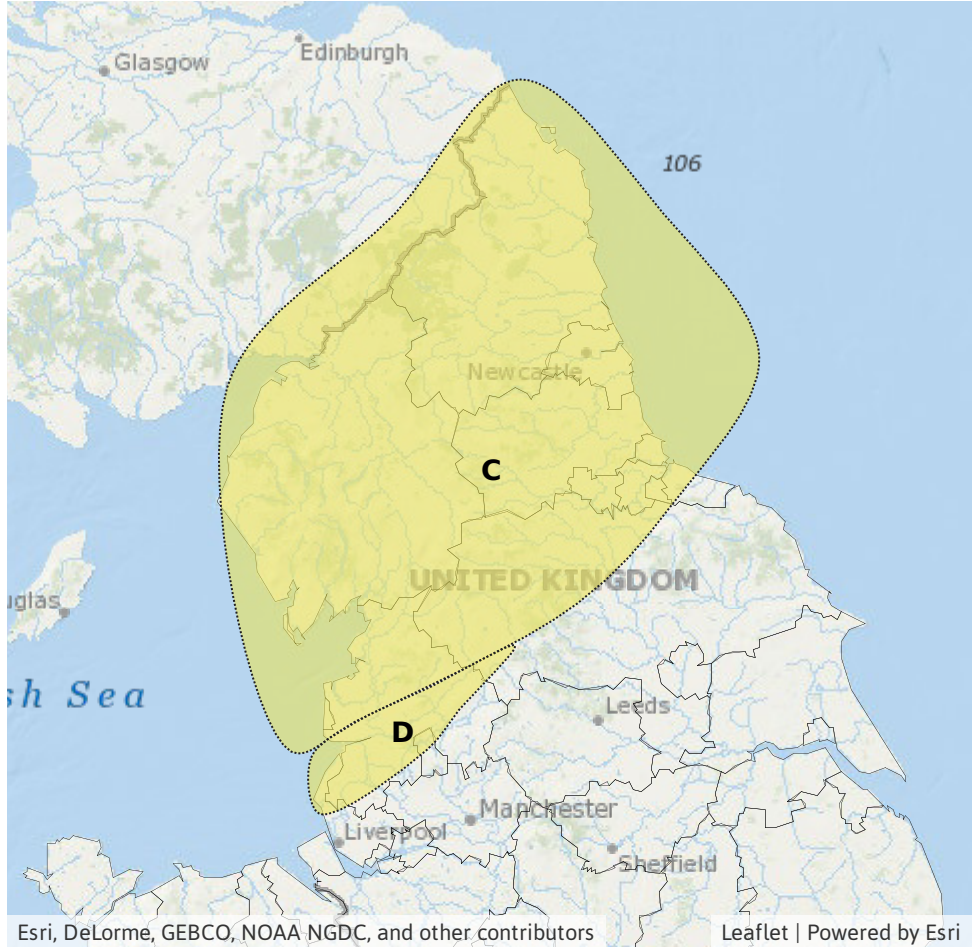 Edinburgh
Glasgow
106
Newcastle
C
UNITED KINGDOM
uglas
sh Sea
Leeds
D
Manchester
Liverpool
Sheffield
Esri, DeLorme, GEBCO, NOAA NGDC, and other contributors
Leaflet | Powered by Esri